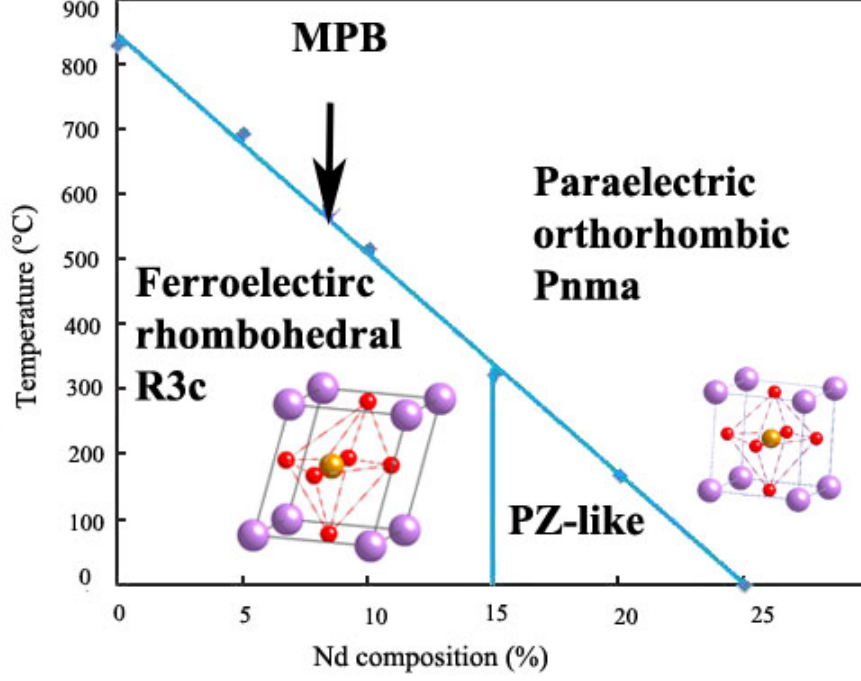 900
800
700
600
500
400
300
200
100
0
Temperature (°C)
MPB
Ferroelectirc
rhombohedral
R3c
Paraelectric
orthorhombic
Pnma
PZ-like
0 5 10 15 20 25
Nd composition (%)